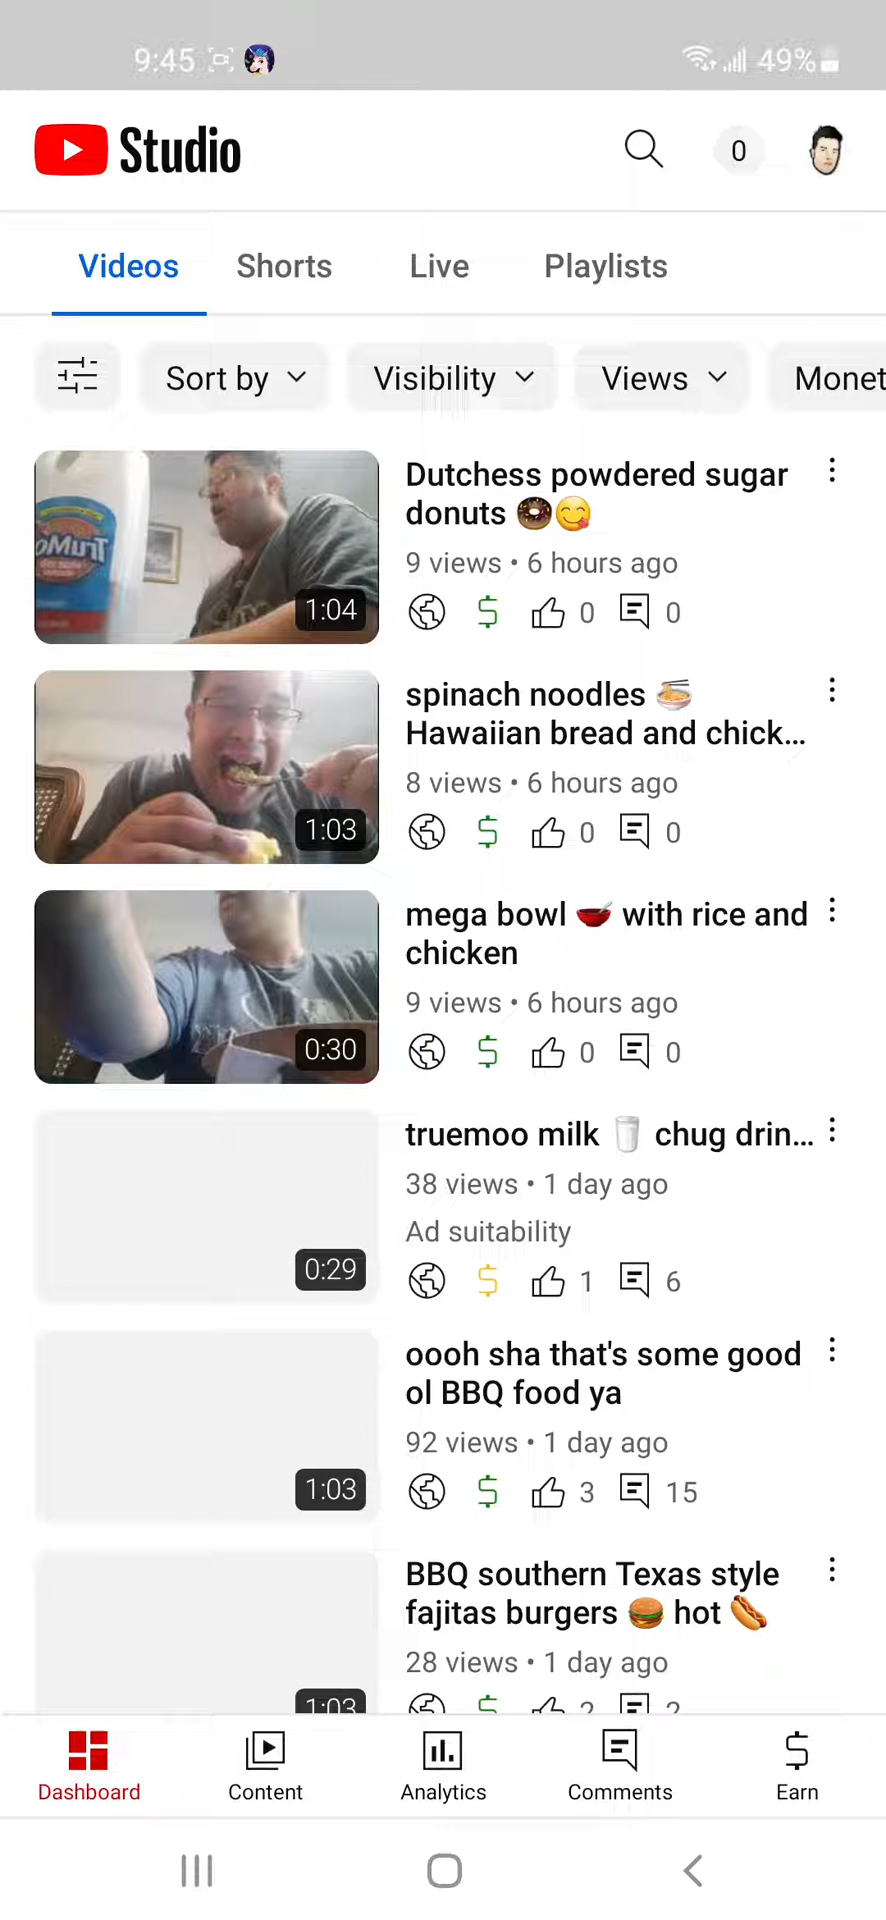 9:45 49%
Studio 0
Videos Shorts Live Playlists
Sort by Visibility Views Monet
Dutchess powdered sugar
donuts 🍩😋
9 views • 6 hours ago
0 0
TruMoo
1:04
spinach noodles 🍜
Hawaiian bread and chick...
8 views • 6 hours ago
0 0
1:03
mega bowl 🥣 with rice and
chicken
9 views • 6 hours ago
0 0
0:30
truemoo milk 🥛 chug drin...
38 views • 1 day ago
Ad suitability
1 6
0:29
oooh sha that's some good
ol BBQ food ya
92 views • 1 day ago
3 15
1:03
BBQ southern Texas style
fajitas burgers 🍔 hot 🌭
28 views • 1 day ago
2 2
1:03
Dashboard Content Analytics Comments Earn